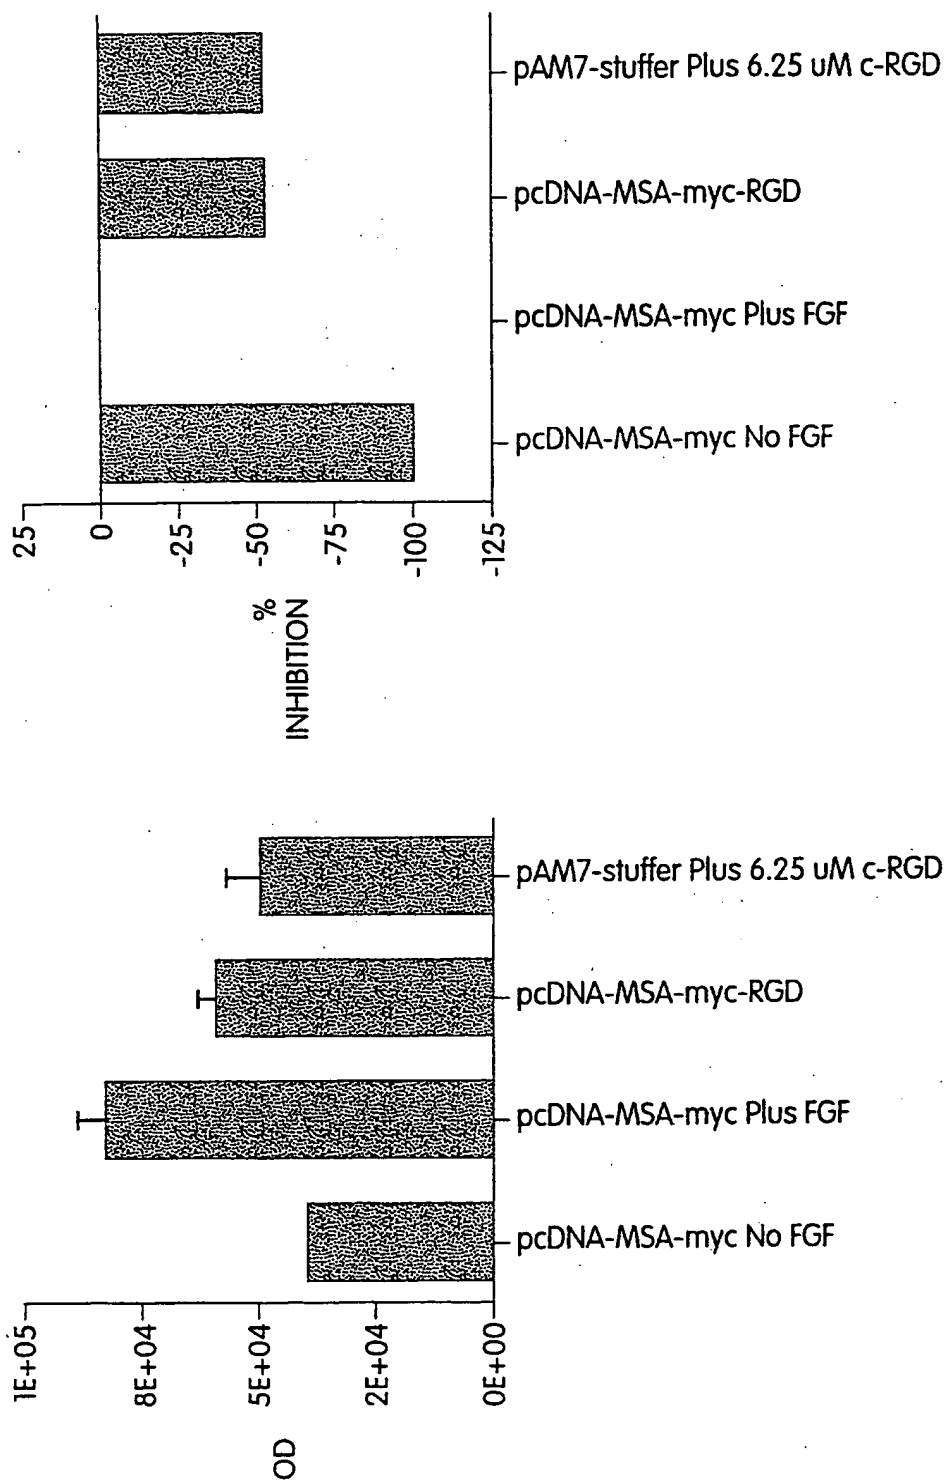 1E+05
8E+04
5E+04
2E+04
0E+00
OD
pcDNA-MSA-myc No FGF
pcDNA-MSA-myc Plus FGF
pcDNA-MSA-myc-RGD
pAM7-stuffer Plus 6.25 uM c-RGD
25
0
-25
-50
-75
-100
-125
%
INHIBITION
pcDNA-MSA-myc No FGF
pcDNA-MSA-myc Plus FGF
pcDNA-MSA-myc-RGD
pAM7-stuffer Plus 6.25 uM c-RGD